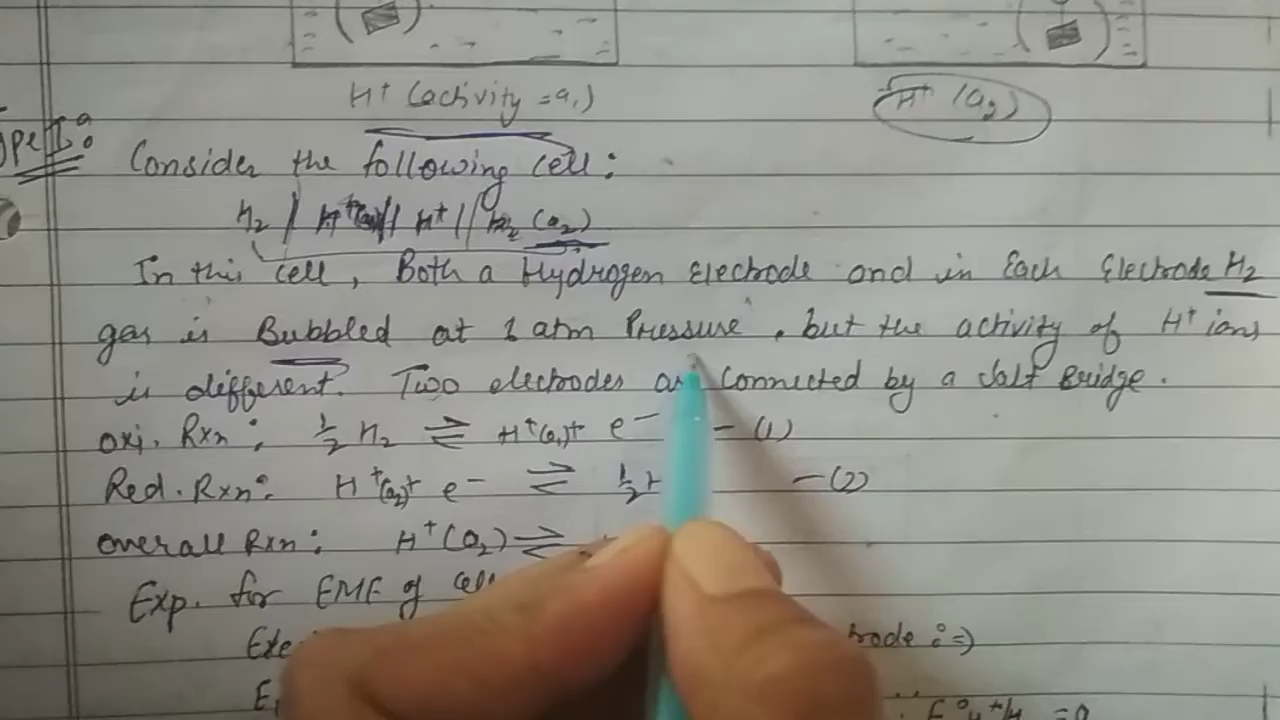 H+ (activity = a1)
H+ (a2)
Consider the following cell :
H2 / H+ // H+ // H2 (a2)
In this cell, Both a Hydrogen Electrode and in Each Electrode H2
gas is Bubbled at 1 atm Pressure, but the activity of H+ ions
is different. Two electrodes are connected by a Salt Bridge.
Oxi. Rxn : 1/2 H2 ⇌ H+(a1) + e- — (1)
Red. Rxn : H+(a2) + e- ⇌ 1/2 H — (2)
Overall Rxn : H+ (a2) ⇌
Exp. for EMF of cell
rode :⇒
= 0